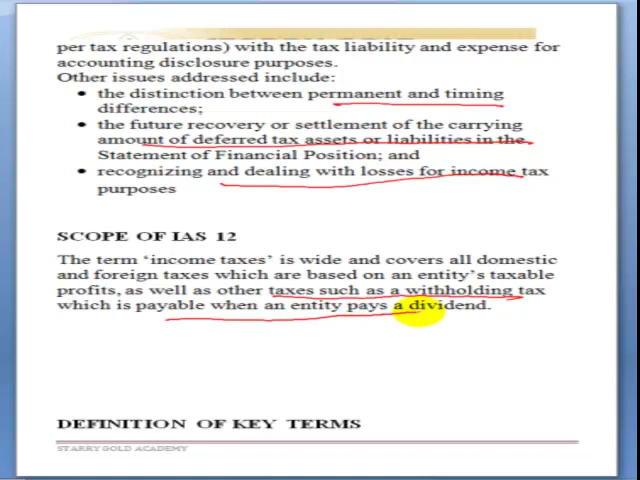 per tax regulations) with the tax liability and expense for
accounting disclosure purposes.
Other issues addressed include:
• the distinction between permanent and timing
differences;
• the future recovery or settlement of the carrying
amount of deferred tax assets or liabilities in the
Statement of Financial Position; and
• recognizing and dealing with losses for income tax
purposes
SCOPE OF IAS 12
The term ‘income taxes’ is wide and covers all domestic
and foreign taxes which are based on an entity’s taxable
profits, as well as other taxes such as a withholding tax
which is payable when an entity pays a dividend.
DEFINITION OF KEY TERMS
STARRY GOLD ACADEMY